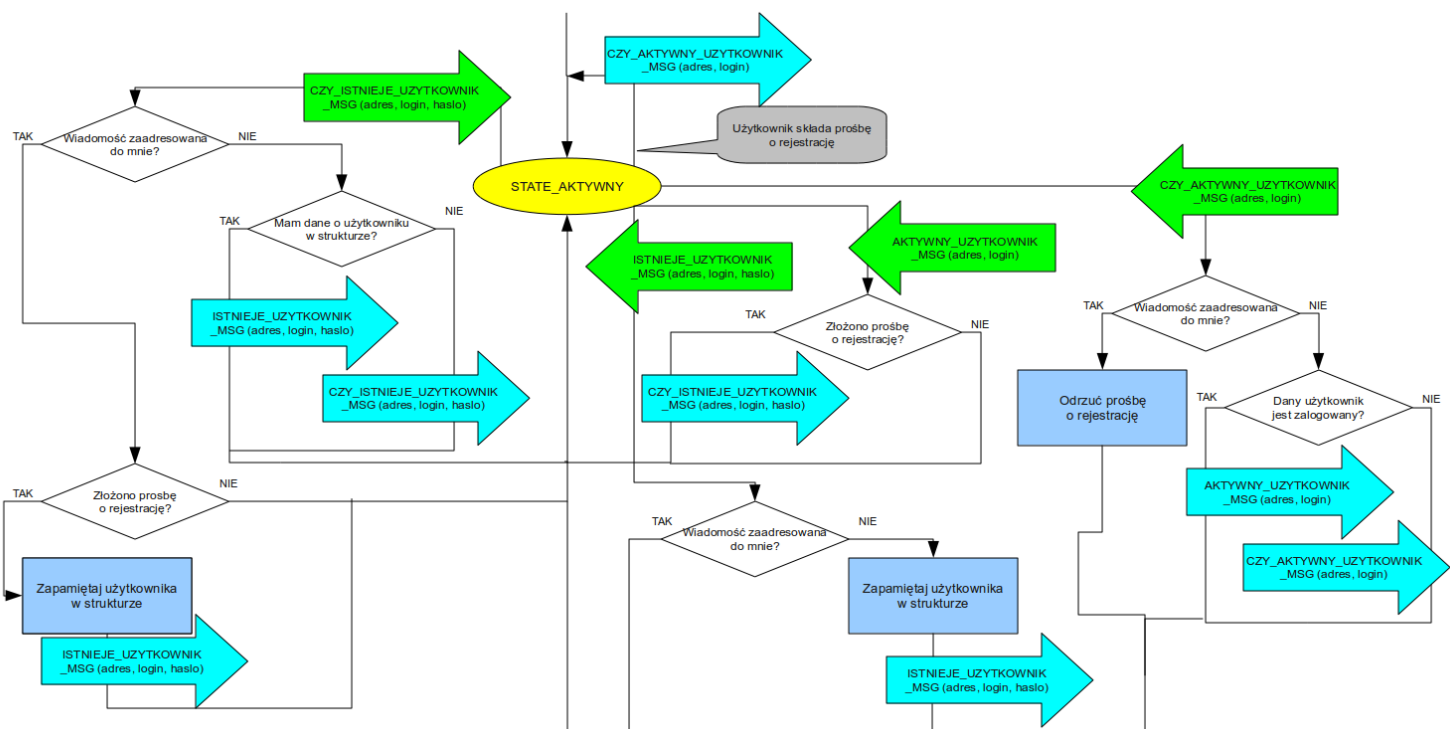 CZY_AKTYWNY_UZYTKOWNIK
_MSG (adres, login)
CZY_ISTNIEJE_UZYTKOWNIK
_MSG (adres, login, haslo)
Użytkownik składa prośbę
o rejestrację
TAK
Wiadomość zaadresowana
do mnie?
NIE
STATE_AKTYWNY
CZY_AKTYWNY_UZYTKOWNIK
_MSG (adres, login)
TAK
Mam dane o użytkowniku
w strukturze?
NIE
ISTNIEJE_UZYTKOWNIK
_MSG (adres, login, haslo)
AKTYWNY_UZYTKOWNIK
_MSG (adres, login)
ISTNIEJE_UZYTKOWNIK
_MSG (adres, login, haslo)
TAK
Złożono prośbę
o rejestrację?
NIE
TAK
Wiadomość zaadresowana
do mnie?
NIE
CZY_ISTNIEJE_UZYTKOWNIK
_MSG (adres, login, haslo)
CZY_ISTNIEJE_UZYTKOWNIK
_MSG (adres, login, haslo)
Odrzuć prośbę
o rejestrację
TAK
Dany użytkownik
jest zalogowany?
NIE
TAK
Złożono prosbę
o rejestrację?
NIE
AKTYWNY_UZYTKOWNIK
_MSG (adres, login)
TAK
Wiadomość zaadresowana
do mnie?
NIE
CZY_AKTYWNY_UZYTKOWNIK
_MSG (adres, login)
Zapamiętaj użytkownika
w strukturze
Zapamiętaj użytkownika
w strukturze
ISTNIEJE_UZYTKOWNIK
_MSG (adres, login, haslo)
ISTNIEJE_UZYTKOWNIK
_MSG (adres, login, haslo)